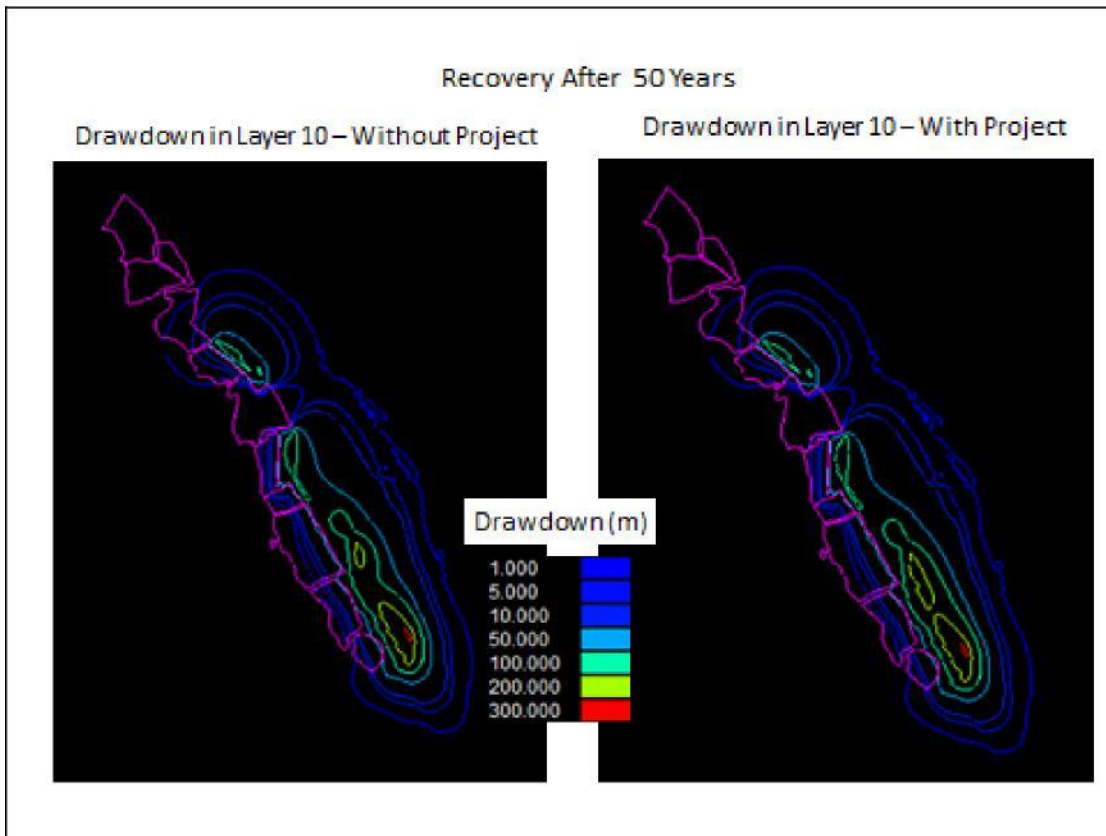 Recovery After 50 Years
Drawdown in Layer 10 – Without Project
Drawdown in Layer 10 – With Project
Drawdown (m)
1.000
5.000
10.000
50.000
100.000
200.000
300.000